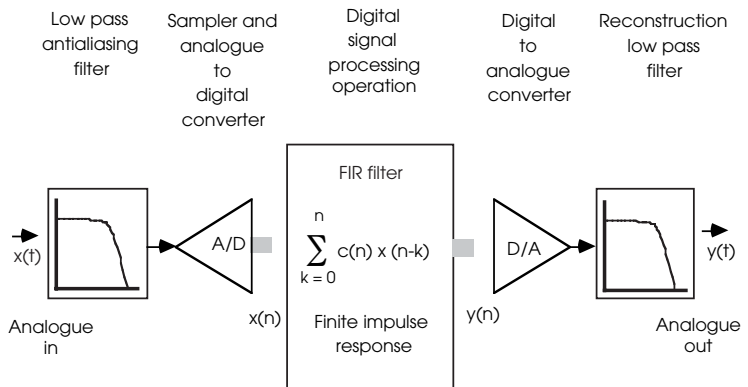 Low pass
antialiasing
filter
Sampler and
analogue
to
digital
converter
Digital
signal
processing
operation
Digital
to
analogue
converter
Reconstruction
low pass
filter
x(t)
Analogue
in
A/D
x(n)
FIR filter
n
∑ c(n) x (n-k)
k = 0
Finite impulse
response
y(n)
D/A
y(t)
Analogue
out